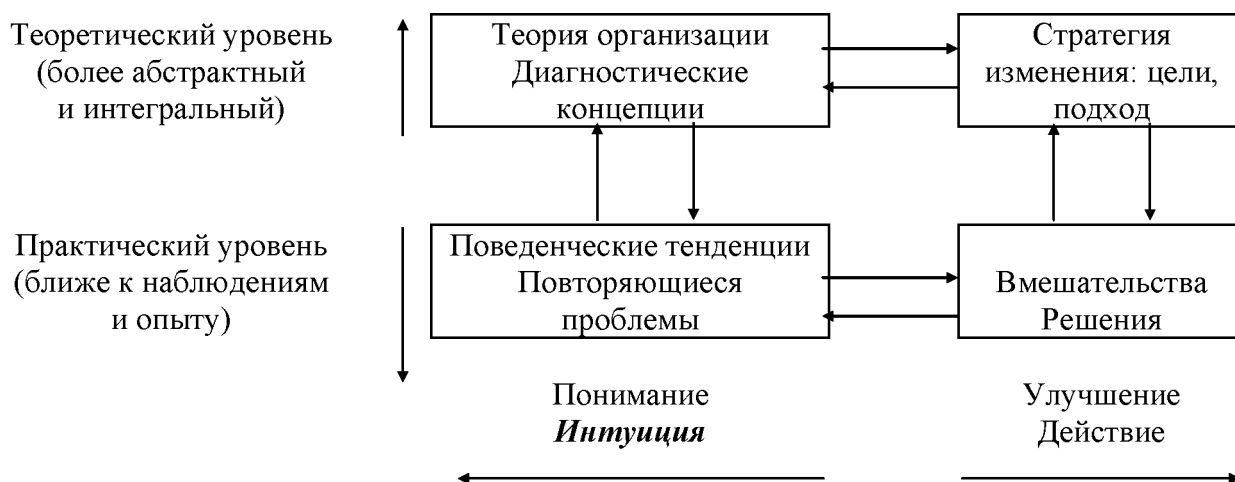 Теоретический уровень
(более абстрактный
и интегральный)
Теория организации
Диагностические
концепции
Стратегия
изменения: цели,
подход
Практический уровень
(ближе к наблюдениям
и опыту)
Поведенческие тенденции
Повторяющиеся
проблемы
Вмешательства
Решения
Понимание
Интуиция
Улучшение
Действие